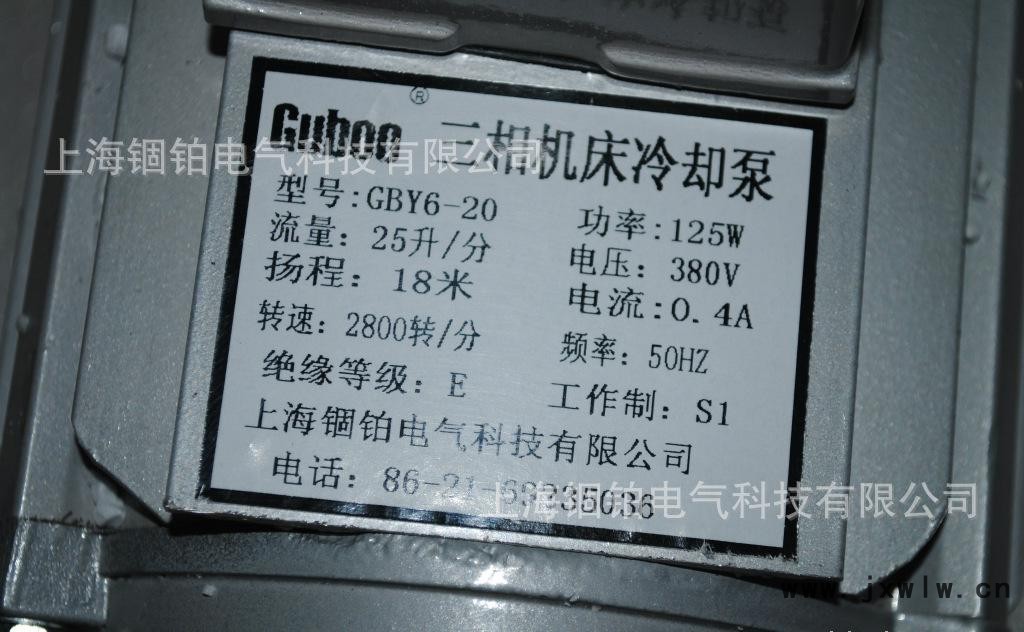 Guboo ® 三相机床冷却泵
上海锢铂电气科技有限公司
型号:GBY6-20 功率:125W
流量: 25升/分 电压: 380V
扬程: 18米 电流:0.4A
转速: 2800转/分 频率: 50HZ
绝缘等级: E 工作制: S1
上海锢铂电气科技有限公司
电话: 86-21-69235036
上海锢铂电气科技有限公司
www.jxwlw.cn